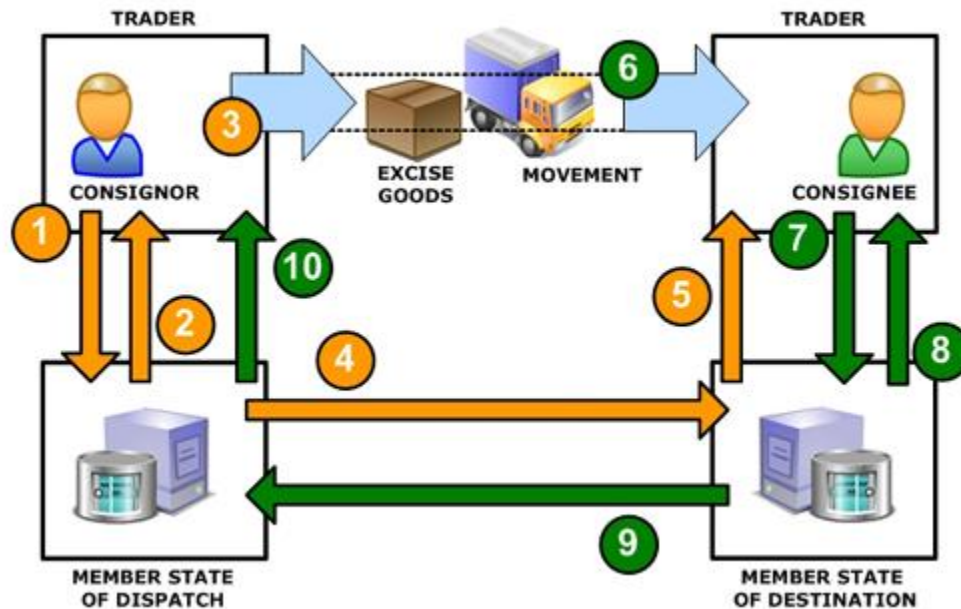 TRADER
TRADER
6
3
EXCISE
GOODS
MOVEMENT
CONSIGNOR
CONSIGNEE
1
7
10
5
2
4
8
9
MEMBER STATE
OF DISPATCH
MEMBER STATE
OF DESTINATION